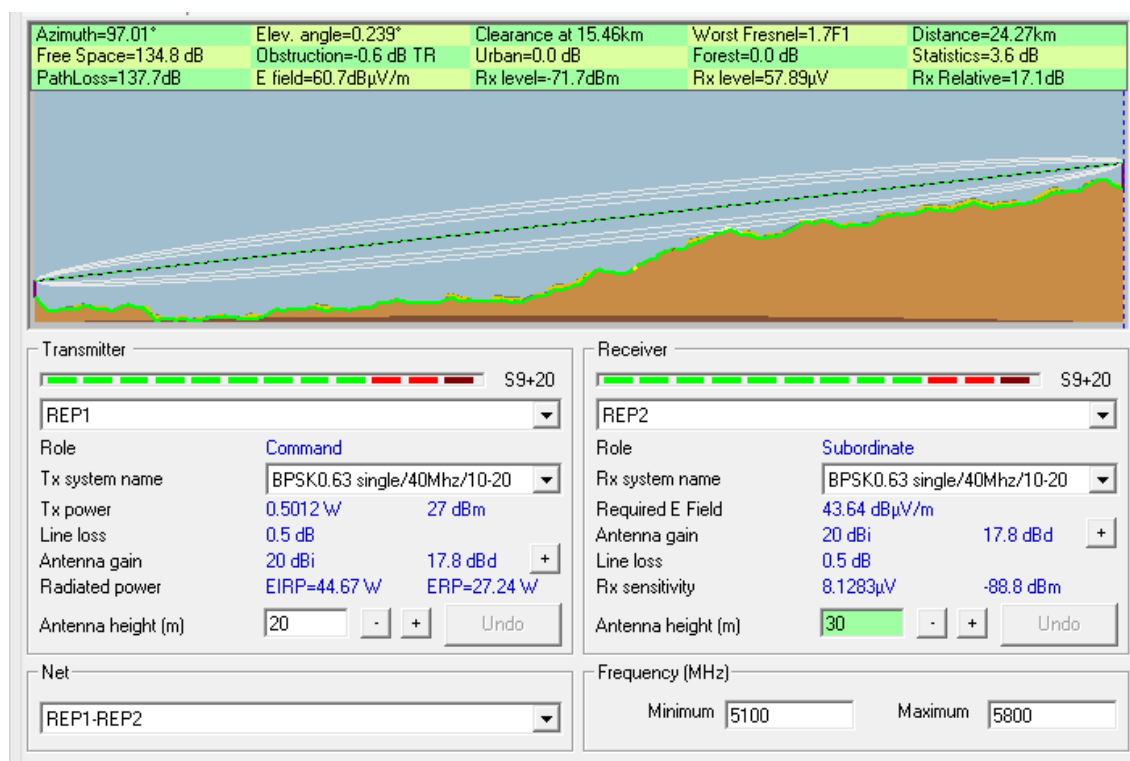 Azimuth=97.01° Elev. angle=0.239° Clearance at 15.46km Worst Fresnel=1.7F1 Distance=24.27km
Free Space=134.8 dB Obstruction=-0.6 dB TR Urban=0.0 dB Forest=0.0 dB Statistics=3.6 dB
PathLoss=137.7dB E field=60.7dBµV/m Rx level=-71.7dBm Rx level=57.89µV Rx Relative=17.1dB
Transmitter
S9+20
REP1
Role Command
Tx system name BPSK0.63 single/40Mhz/10-20
Tx power 0.5012 W 27 dBm
Line loss 0.5 dB
Antenna gain 20 dBi 17.8 dBd +
Radiated power EIRP=44.67 W ERP=27.24 W
Antenna height (m) 20 - + Undo
Receiver
S9+20
REP2
Role Subordinate
Rx system name BPSK0.63 single/40Mhz/10-20
Required E Field 43.64 dBµV/m
Antenna gain 20 dBi 17.8 dBd +
Line loss 0.5 dB
Rx sensitivity 8.1283µV -88.8 dBm
Antenna height (m) 30 - + Undo
Net
REP1-REP2
Frequency (MHz)
Minimum 5100 Maximum 5800